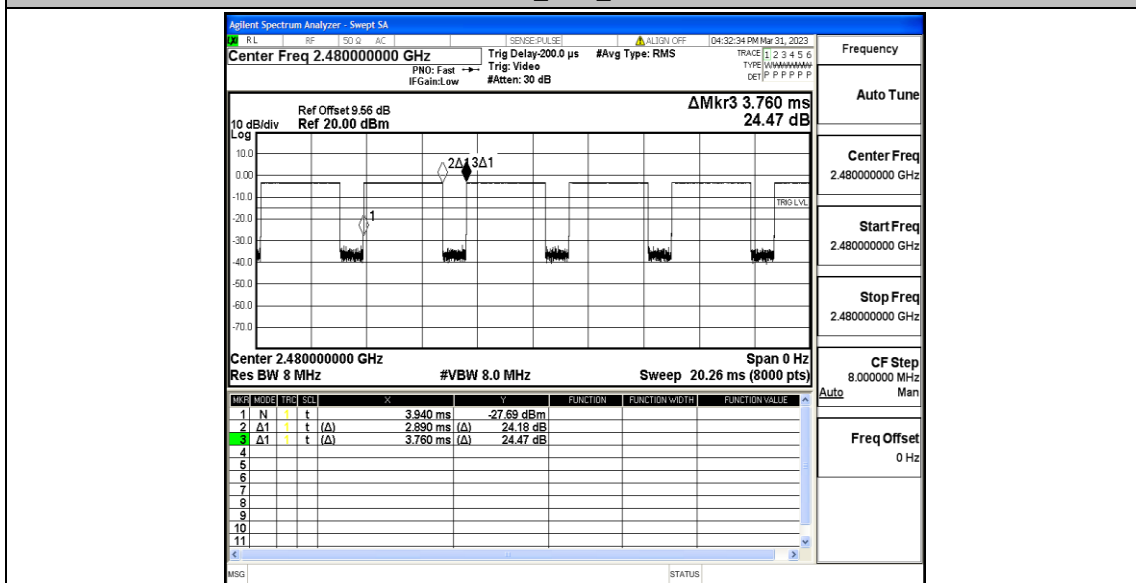 Agilent Spectrum Analyzer - Swept SA
RL RF 50 Ω AC SENSE:PULSE ALIGN OFF 04:32:34 PM Mar 31, 2023
Center Freq 2.480000000 GHz
PNO: Fast
IFGain:Low
Trig Delay-200.0 µs
Trig: Video
#Atten: 30 dB
#Avg Type: RMS
TRACE 1 2 3 4 5 6
TYPE
DET P P P P P P
Ref Offset 9.56 dB
10 dB/div Ref 20.00 dBm
Log
ΔMkr3 3.760 ms
24.47 dB
10.0
0.00
-10.0
-20.0
-30.0
-40.0
-50.0
-60.0
-70.0
2Δ1 3Δ1
1
TRIG LVL
Center 2.480000000 GHz Span 0 Hz
Res BW 8 MHz #VBW 8.0 MHz Sweep 20.26 ms (8000 pts)
MKR MODE TRC SCL X Y FUNCTION FUNCTION WIDTH FUNCTION VALUE
1 N 1 t 3.940 ms -27.69 dBm
2 Δ1 1 t (Δ) 2.890 ms (Δ) 24.18 dB
3 Δ1 1 t (Δ) 3.760 ms (Δ) 24.47 dB
4
5
6
7
8
9
10
11
MSG STATUS
Frequency
Auto Tune
Center Freq
2.480000000 GHz
Start Freq
2.480000000 GHz
Stop Freq
2.480000000 GHz
CF Step
8.000000 MHz
Auto Man
Freq Offset
0 Hz